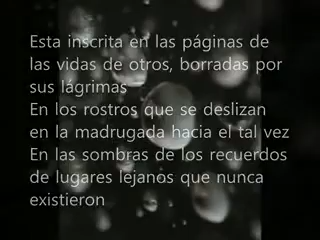 Esta inscrita en las páginas de
las vidas de otros, borradas por
sus lágrimas
En los rostros que se deslizan
en la madrugada hacia el tal vez
En las sombras de los recuerdos
de lugares lejanos que nunca
existieron